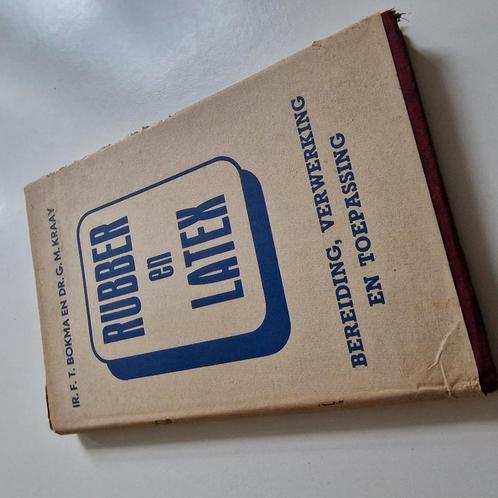 IR. F. T. BOKMA EN DR. G. M. KRAAY
RUBBER
en
LATEX
BEREIDING, VERWERKING
EN TOEPASSING